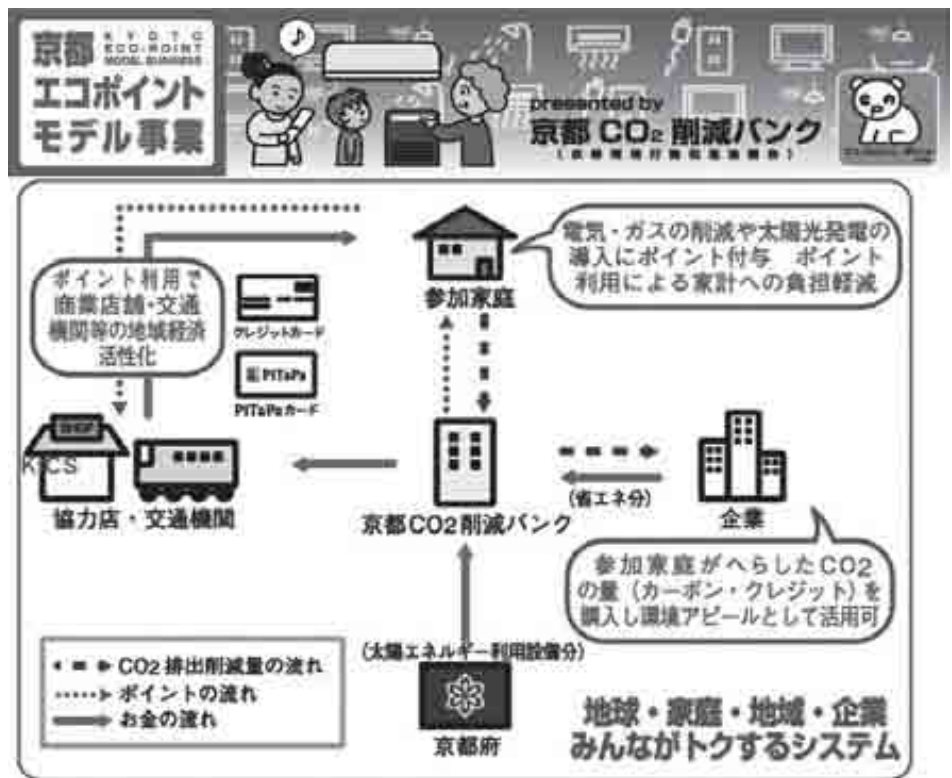 京都
KYOTO
ECO-POINT
MODEL BUSINESS
エコポイント
モデル事業
♪
presented by
京都 CO₂ 削減バンク
電気・ガスの削減や太陽光発電の
導入にポイント付与　ポイント
利用による家計への負担軽減
参加家庭
ポイント利用で
商業店舗・交通
機関等の地域経済
活性化
クレジットカード
PiTaPa
PiTaPaカード
SHOP
協力店・交通機関
京都CO2削減バンク
(省エネ分)
企業
参加家庭がへらしたCO2
の量（カーボン・クレジット）を
購入し環境アピールとして活用可
(太陽エネルギー利用設備分)
京都府
CO2排出削減量の流れ
ポイントの流れ
お金の流れ
地球・家庭・地域・企業
みんながトクするシステム